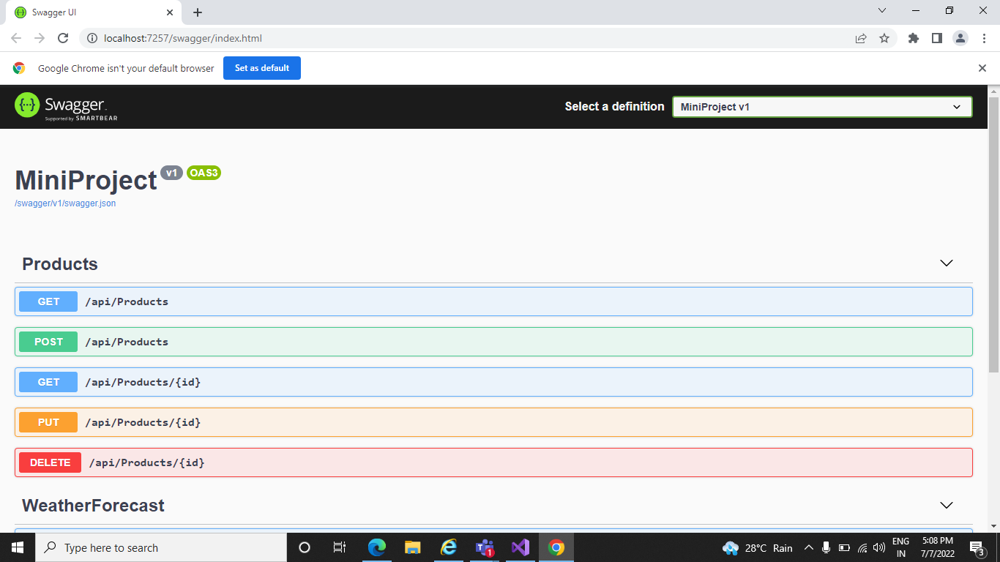 Swagger UI
localhost:7257/swagger/index.html
Google Chrome isn't your default browser
Set as default
Swagger
Supported by SMARTBEAR
Select a definition
MiniProject v1
MiniProject v1 OAS3
/swagger/v1/swagger.json
Products
GET /api/Products
POST /api/Products
GET /api/Products/{id}
PUT /api/Products/{id}
DELETE /api/Products/{id}
WeatherForecast
Type here to search
1
28°C Rain
ENG
IN
5:08 PM
7/7/2022
3